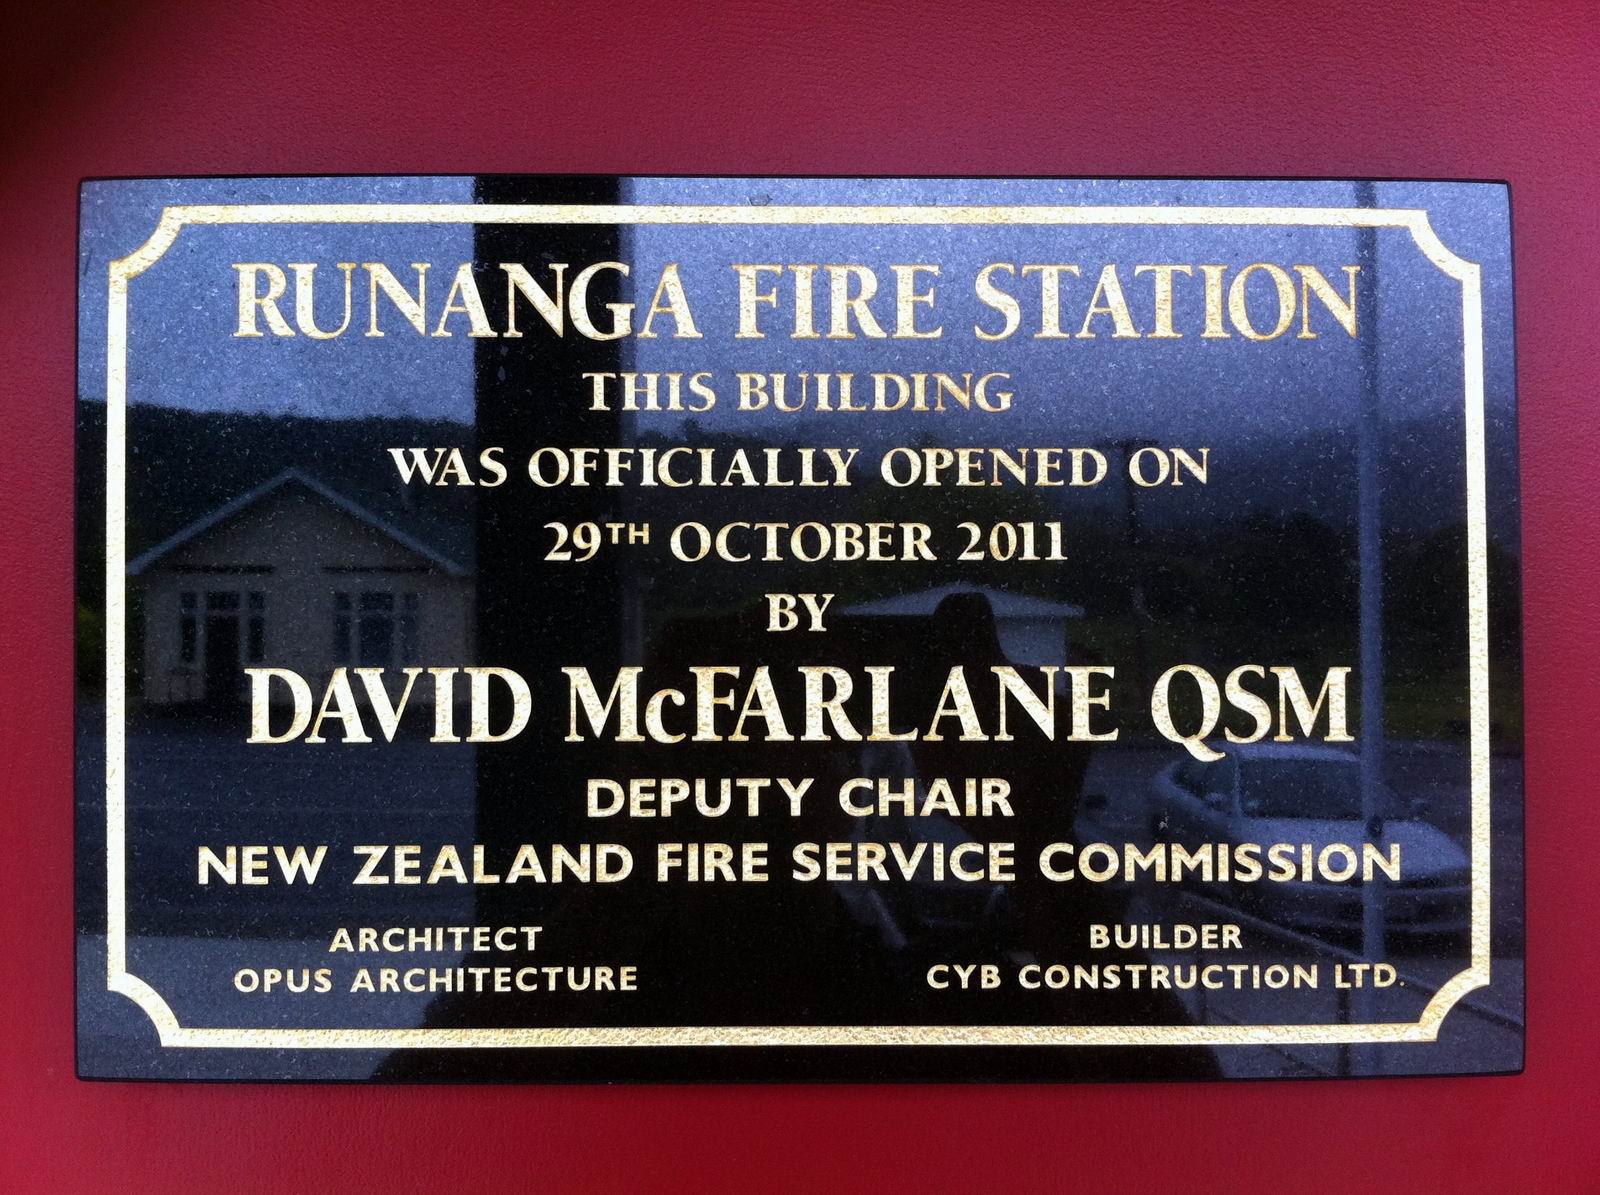 RUNANGA FIRE STATION
THIS BUILDING
WAS OFFICIALLY OPENED ON
29TH OCTOBER 2011
BY
DAVID McFARLANE QSM
DEPUTY CHAIR
NEW ZEALAND FIRE SERVICE COMMISSION
ARCHITECT
OPUS ARCHITECTURE
BUILDER
CYB CONSTRUCTION LTD.